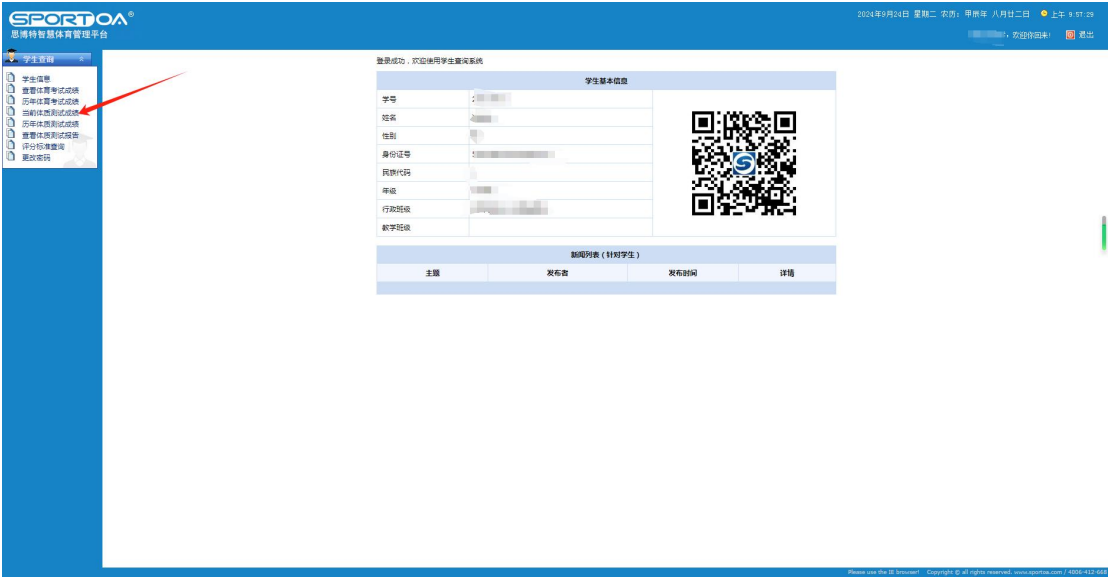 SPORTOA®
思博特智慧体育管理平台
2024年9月24日 星期二 农历：甲辰年 八月廿二日 上午 9:57:29
，欢迎你回来！ 退出
学生查询
学生信息
查看体育考试成绩
历年体育考试成绩
当前体质测试成绩
历年体质测试成绩
查看体质测试报告
评分标准查询
更改密码
登录成功，欢迎使用学生查询系统
学生基本信息
学号
姓名
性别
身份证号
民族代码
年级
行政班级
教学班级
新闻列表（针对学生）
主题 发布者 发布时间 详情
Please use the IE browser! Copyright © all rights reserved. www.sportoa.com / 4006-412-668